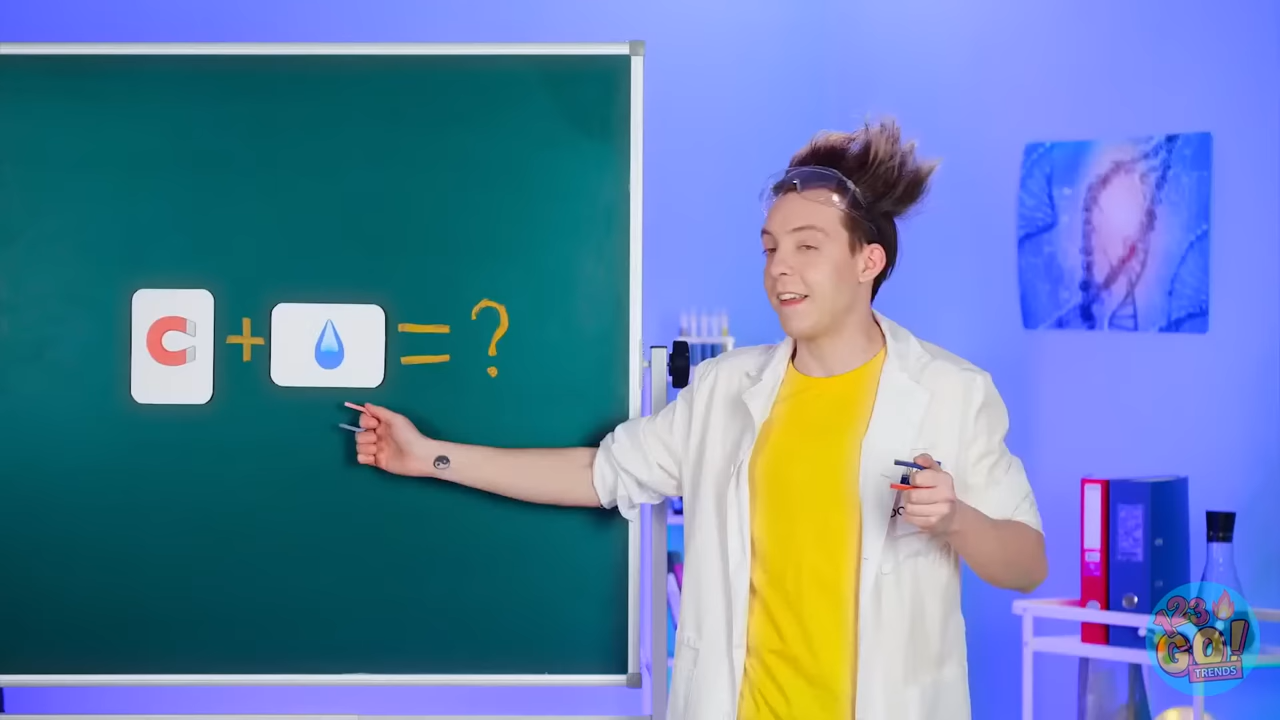 + = ?
123
GO!
TRENDS